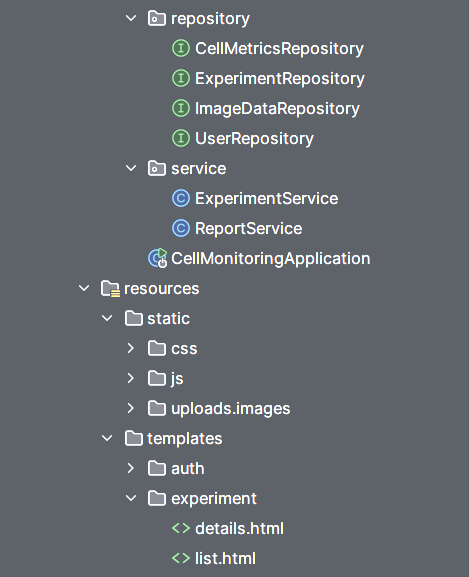 repository
CellMetricsRepository
ExperimentRepository
ImageDataRepository
UserRepository
service
ExperimentService
ReportService
CellMonitoringApplication
resources
static
css
js
uploads.images
templates
auth
experiment
details.html
list.html